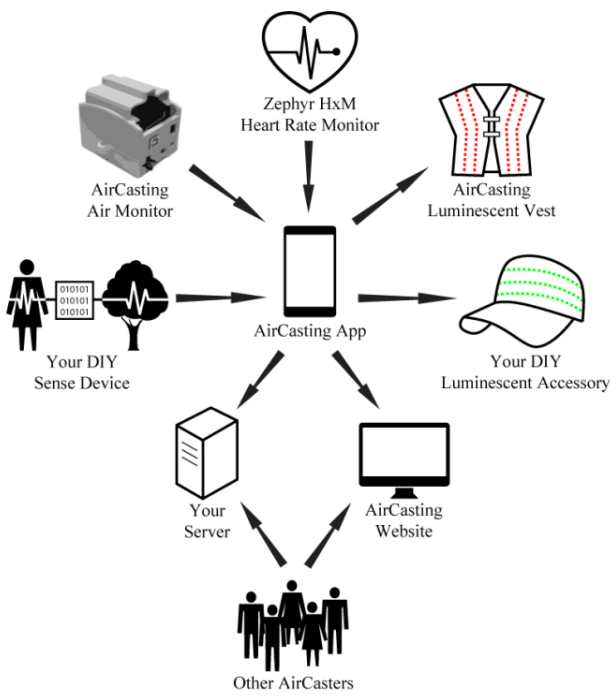 Zephyr HxM
Heart Rate Monitor
AirCasting
Air Monitor
AirCasting
Luminescent Vest
010101
010101
010101
AirCasting App
Your DIY
Sense Device
Your DIY
Luminescent Accessory
Your
Server
AirCasting
Website
Other AirCasters